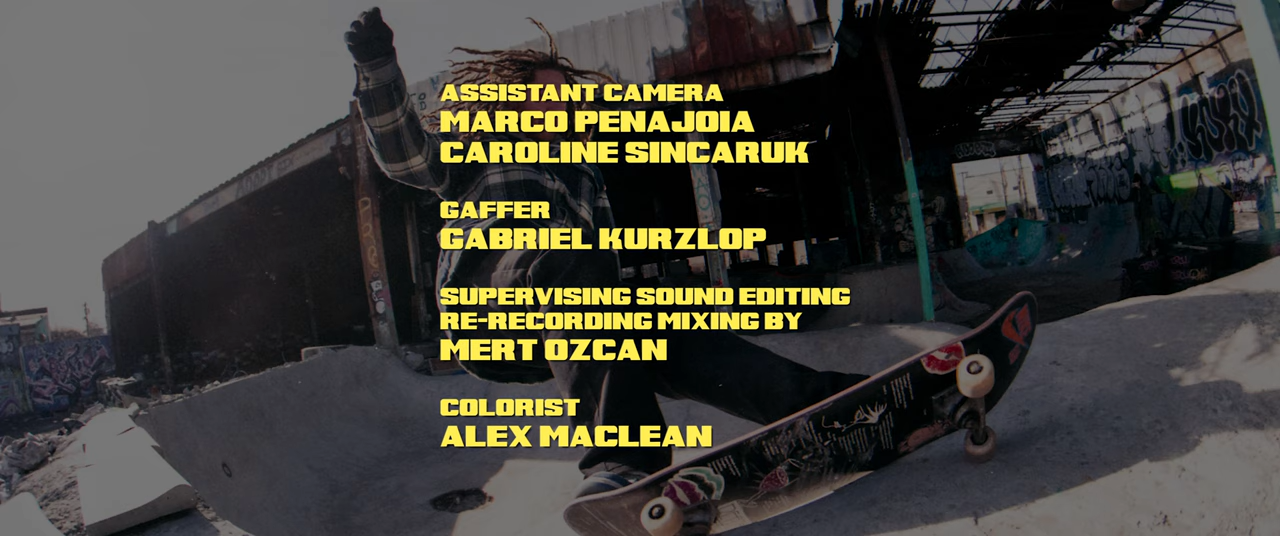 ASSISTANT CAMERA
MARCO PENAJOIA
CAROLINE SINCARUK
GAFFER
GABRIEL KURZLOP
SUPERVISING SOUND EDITING
RE-RECORDING MIXING BY
MERT OZCAN
COLORIST
ALEX MACLEAN